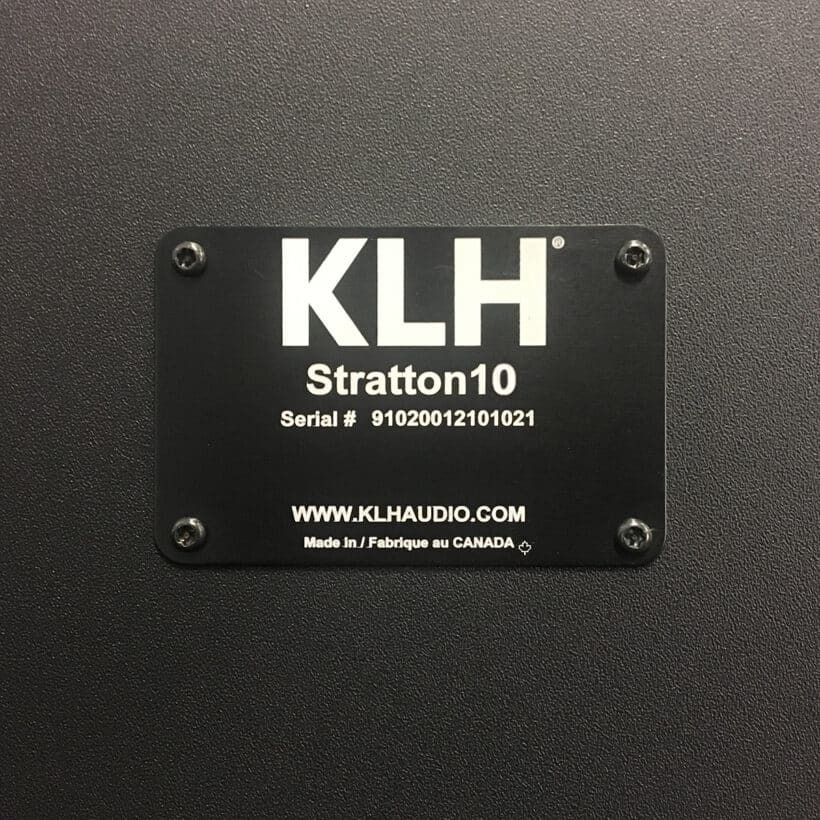 KLH®
Stratton10
Serial # 91020012101021
WWW.KLHAUDIO.COM
Made in / Fabrique au CANADA